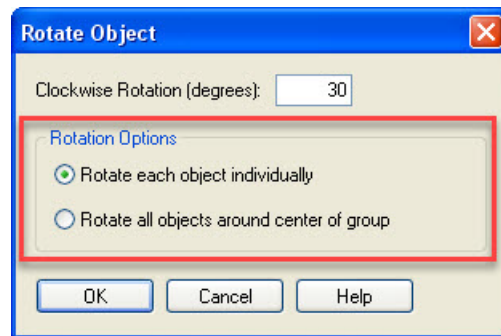 Rotate Object
Clockwise Rotation (degrees): 30
Rotation Options
Rotate each object individually
Rotate all objects around center of group
OK Cancel Help